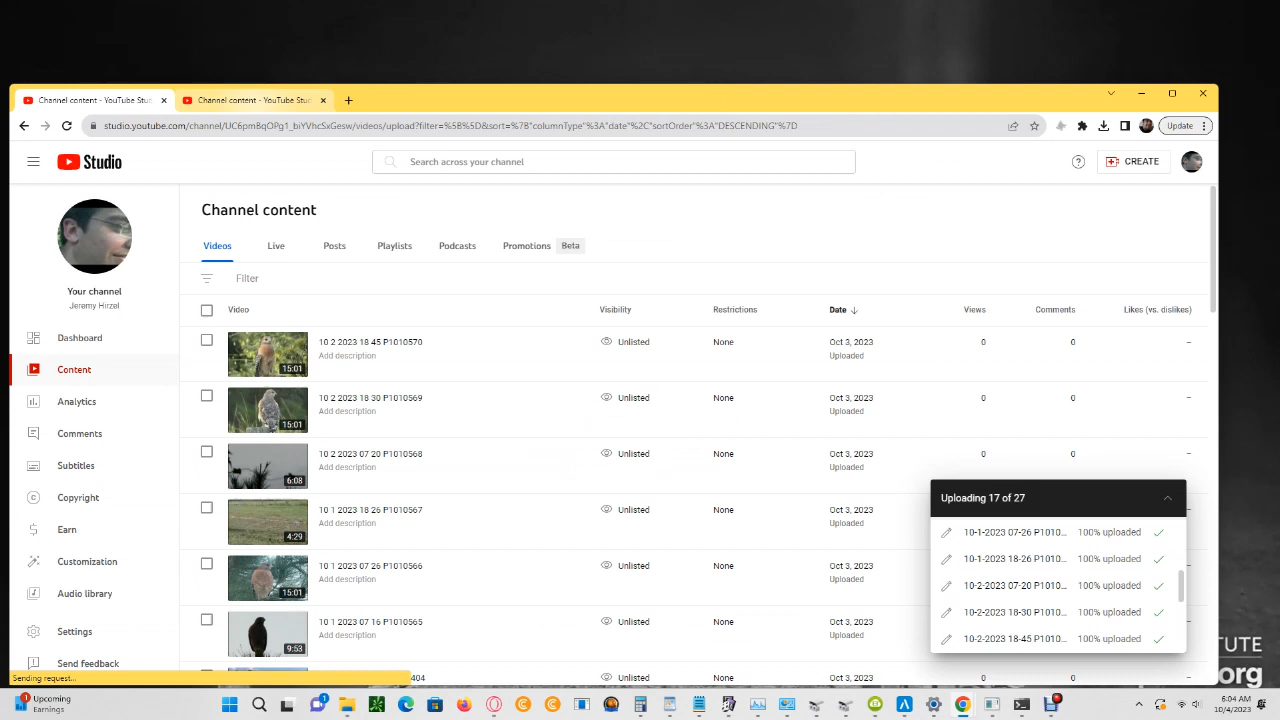 Channel content - YouTube Stud
Channel content - YouTube Stud
studio.youtube.com/channel/UC6pmBqOPg1_biYVhcSxGesw/videos/upload?filter=%5B%5D&sort=%7B"columnType"%3A"date"%2C"sortOrder"%3A"DESCENDING"%7D
Update
Studio
Search across your channel
CREATE
Your channel
Jeremy Hirzel
Dashboard
Content
Analytics
Comments
Subtitles
Copyright
Earn
Customization
Audio library
Settings
Send feedback
Channel content
Videos Live Posts Playlists Podcasts Promotions Beta
Filter
Video Visibility Restrictions Date Views Comments Likes (vs. dislikes)
15:01 10 2 2023 18 45 P1010570 Unlisted None Oct 3, 2023 0 0 –
Add description Uploaded
15:01 10 2 2023 18 30 P1010569 Unlisted None Oct 3, 2023 0 0 –
Add description Uploaded
6:08 10 2 2023 07 20 P1010568 Unlisted None Oct 3, 2023 0 0 –
Add description Uploaded
4:29 10 1 2023 18 26 P1010567 Unlisted None Oct 3, 2023
Add description Uploaded
15:01 10 1 2023 07 26 P1010566 Unlisted None Oct 3, 2023
Add description Uploaded
9:53 10 1 2023 07 16 P1010565 Unlisted None Oct 3, 2023
Add description Uploaded
404 Unlisted None Oct 3, 2023 0 0 –
Uploading 17 of 27
10-1-2023 07-26 P1010... 100% uploaded
10-1-2023 18-26 P1010... 100% uploaded
10-2-2023 07-20 P1010... 100% uploaded
10-2-2023 18-30 P1010... 100% uploaded
10-2-2023 18-45 P1010... 100% uploaded
Sending request...
TUTE
org
1
Upcoming
Earnings
1
6:04 AM
10/4/2023